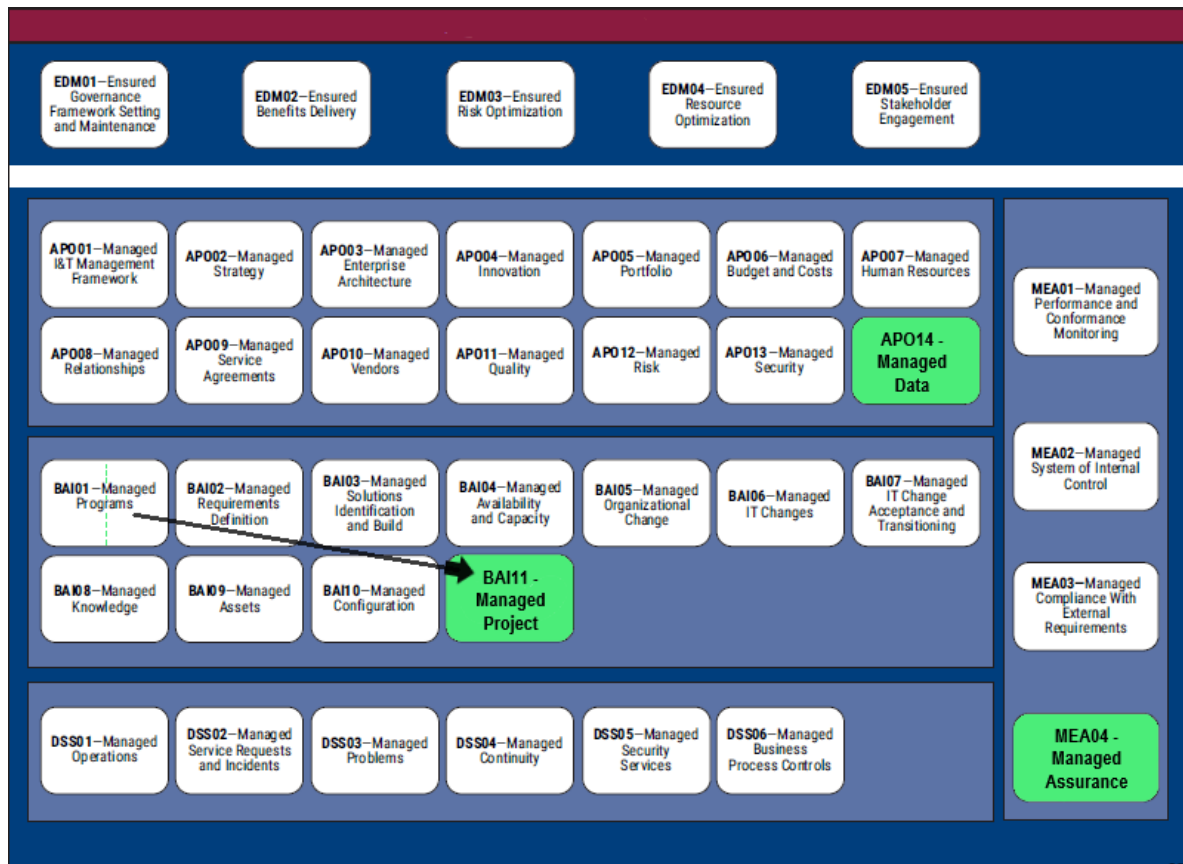 EDM01—Ensured
Governance
Framework Setting
and Maintenance
EDM02—Ensured
Benefits Delivery
EDM03—Ensured
Risk Optimization
EDM04—Ensured
Resource
Optimization
EDM05—Ensured
Stakeholder
Engagement
APO01—Managed
I&T Management
Framework
APO02—Managed
Strategy
APO03—Managed
Enterprise
Architecture
APO04—Managed
Innovation
APO05—Managed
Portfolio
APO06—Managed
Budget and Costs
APO07—Managed
Human Resources
APO08—Managed
Relationships
APO09—Managed
Service
Agreements
APO10—Managed
Vendors
APO11—Managed
Quality
APO12—Managed
Risk
APO13—Managed
Security
APO14 -
Managed
Data
BAI01—Managed
Programs
BAI02—Managed
Requirements
Definition
BAI03—Managed
Solutions
Identification
and Build
BAI04—Managed
Availability
and Capacity
BAI05—Managed
Organizational
Change
BAI06—Managed
IT Changes
BAI07—Managed
IT Change
Acceptance and
Transitioning
BAI08—Managed
Knowledge
BAI09—Managed
Assets
BAI10—Managed
Configuration
BAI11 -
Managed
Project
DSS01—Managed
Operations
DSS02—Managed
Service Requests
and Incidents
DSS03—Managed
Problems
DSS04—Managed
Continuity
DSS05—Managed
Security
Services
DSS06—Managed
Business
Process Controls
MEA01—Managed
Performance and
Conformance
Monitoring
MEA02—Managed
System of Internal
Control
MEA03—Managed
Compliance With
External
Requirements
MEA04 -
Managed
Assurance